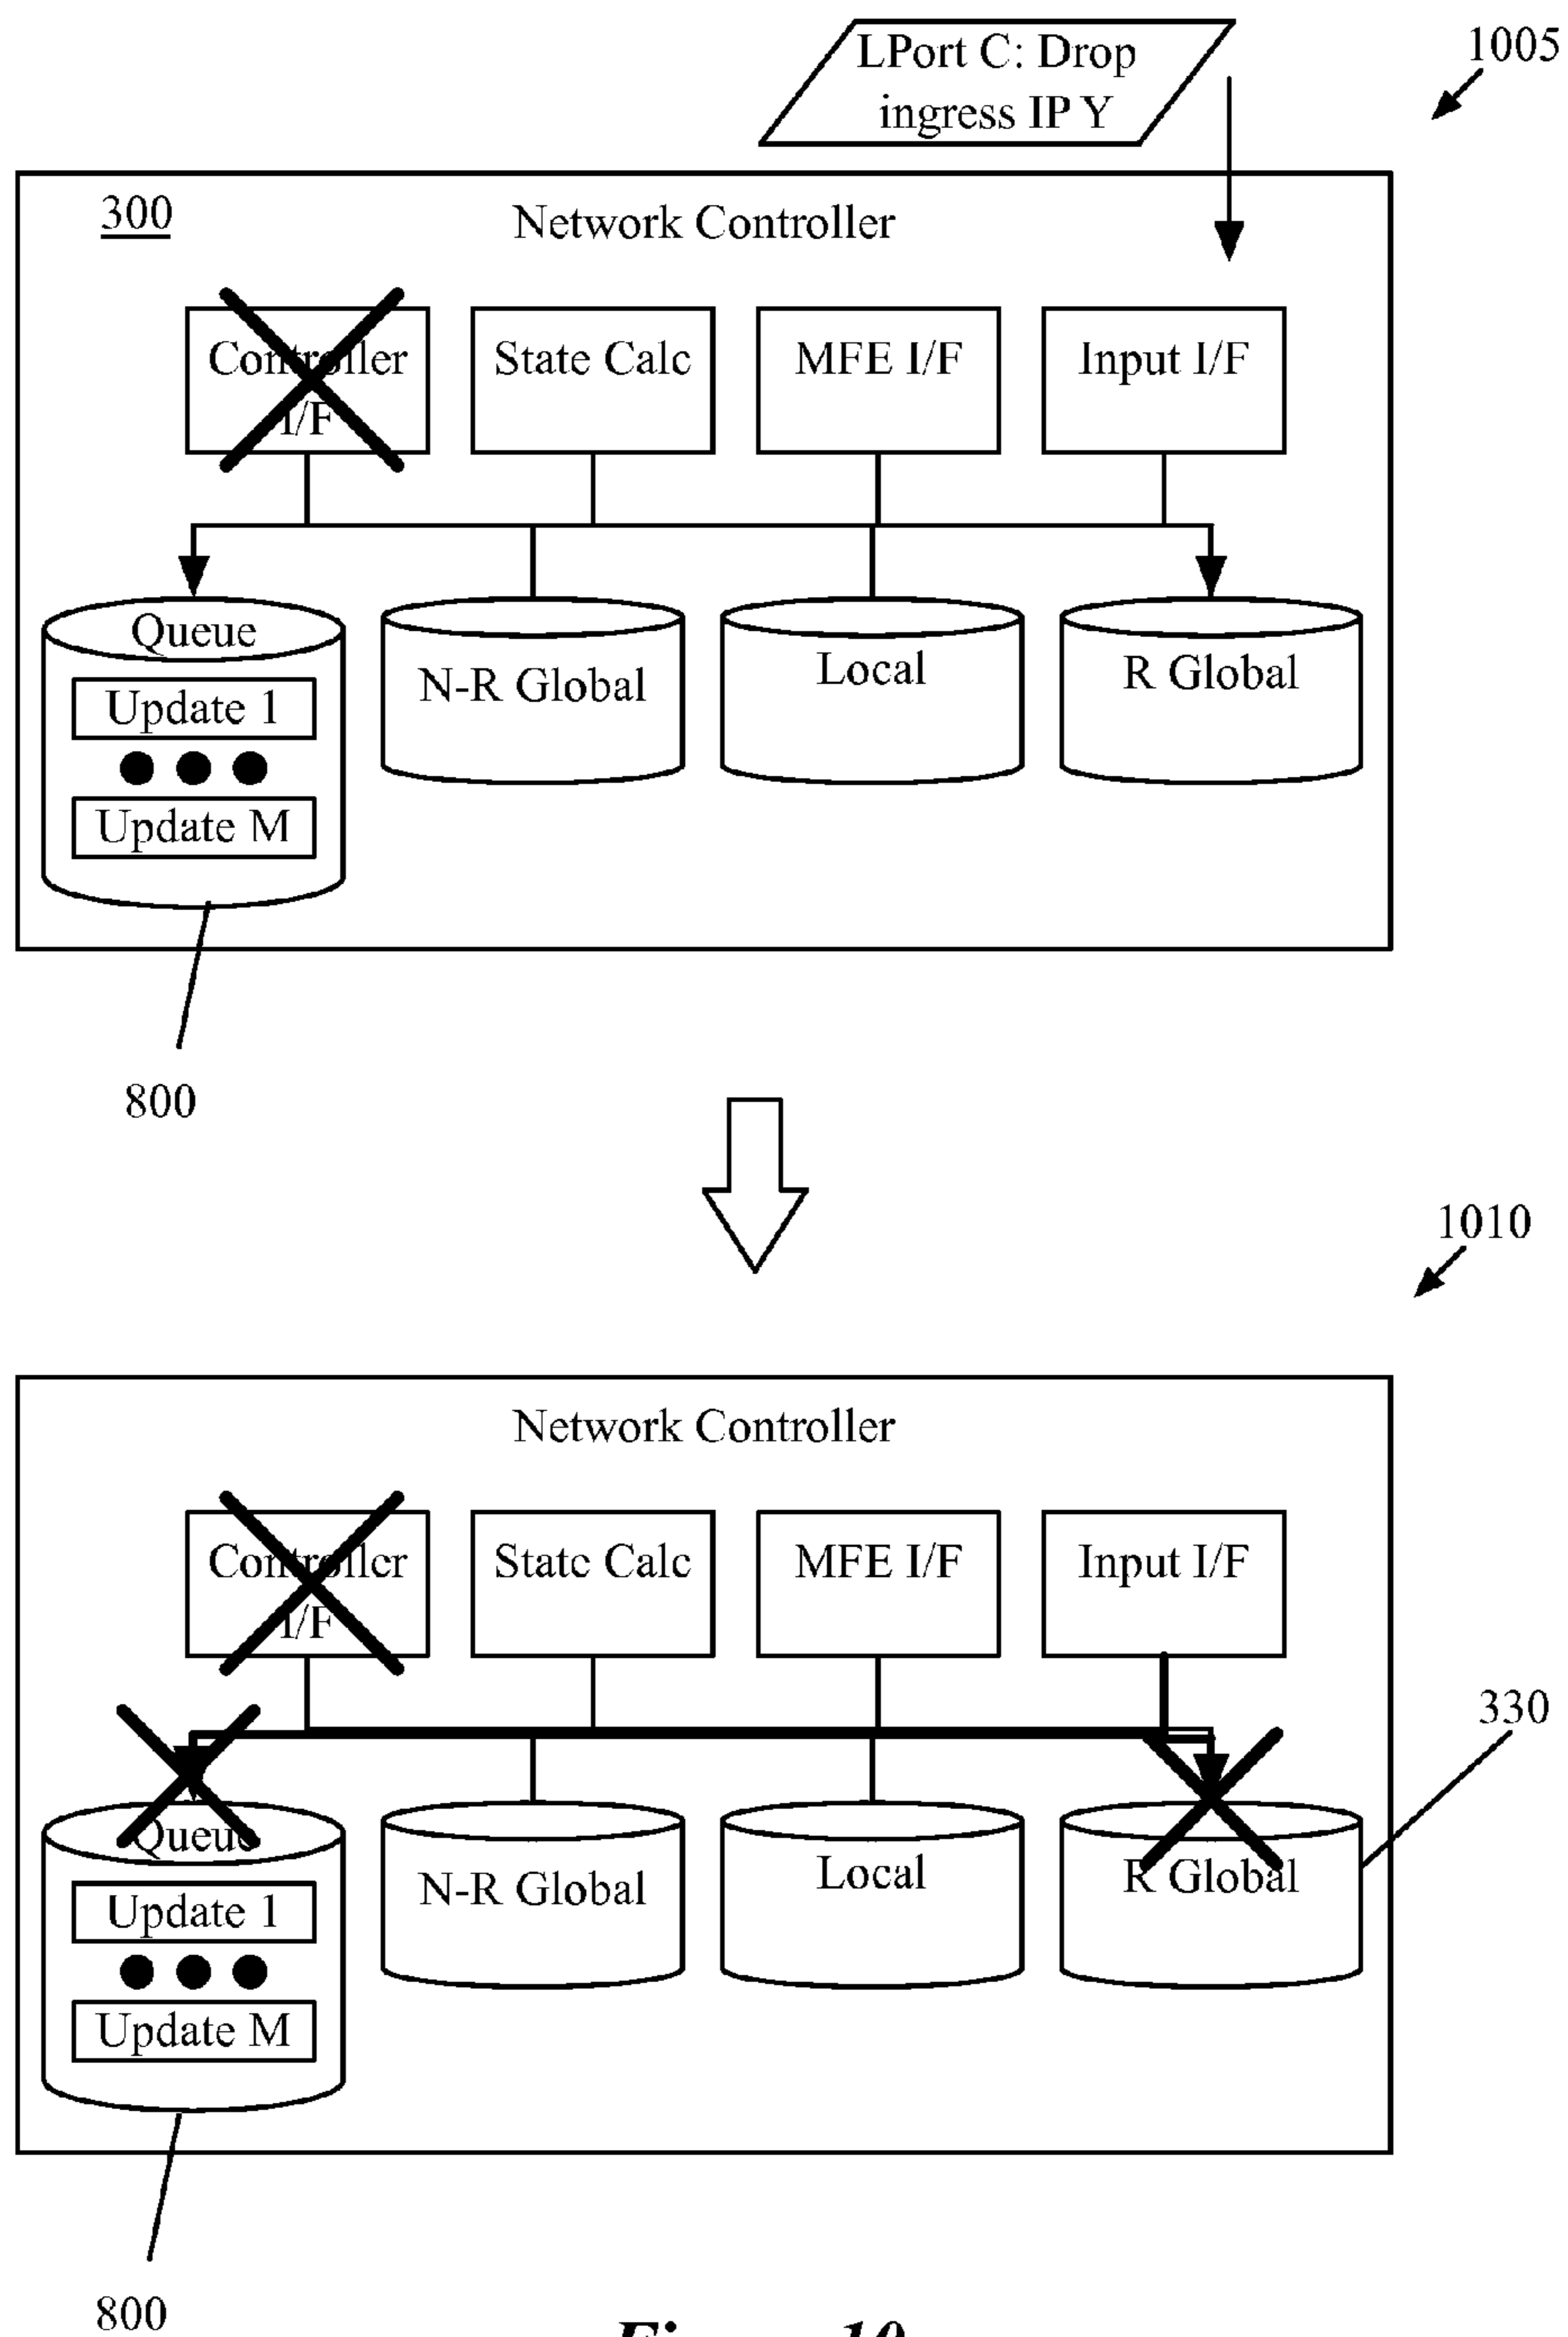 LPort C: Drop
ingress IP Y
1005
300
Network Controller
Controller
I/F
State Calc
MFE I/F
Input I/F
Queue
Update 1
Update M
N-R Global
Local
R Global
800
1010
Network Controller
Controller
I/F
State Calc
MFE I/F
Input I/F
330
Queue
Update 1
Update M
N-R Global
Local
R Global
800